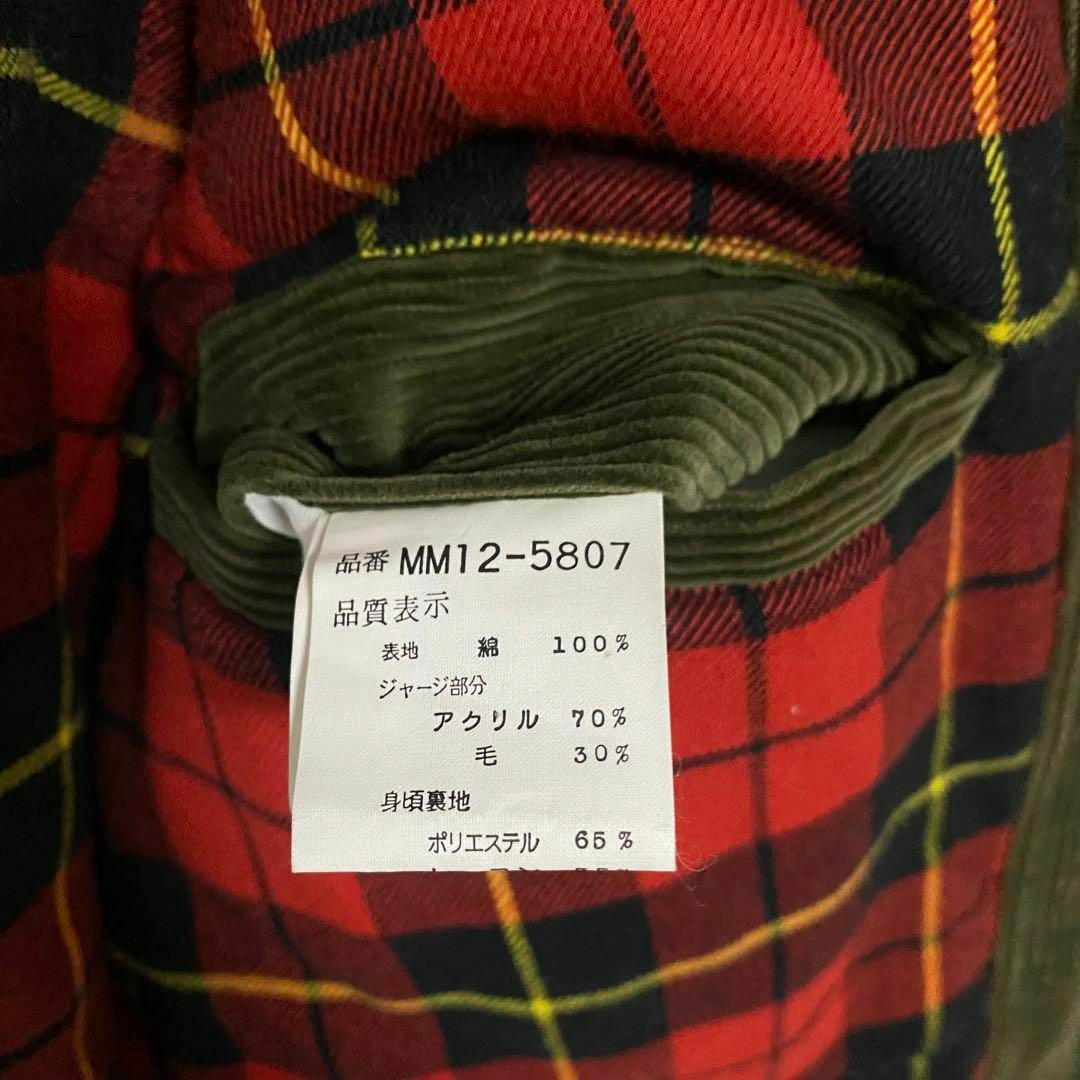 品番 MM12-5807
品質表示
表地 綿 100%
ジャージ部分
アクリル 70%
毛 30%
身頃裏地
ポリエステル 65%